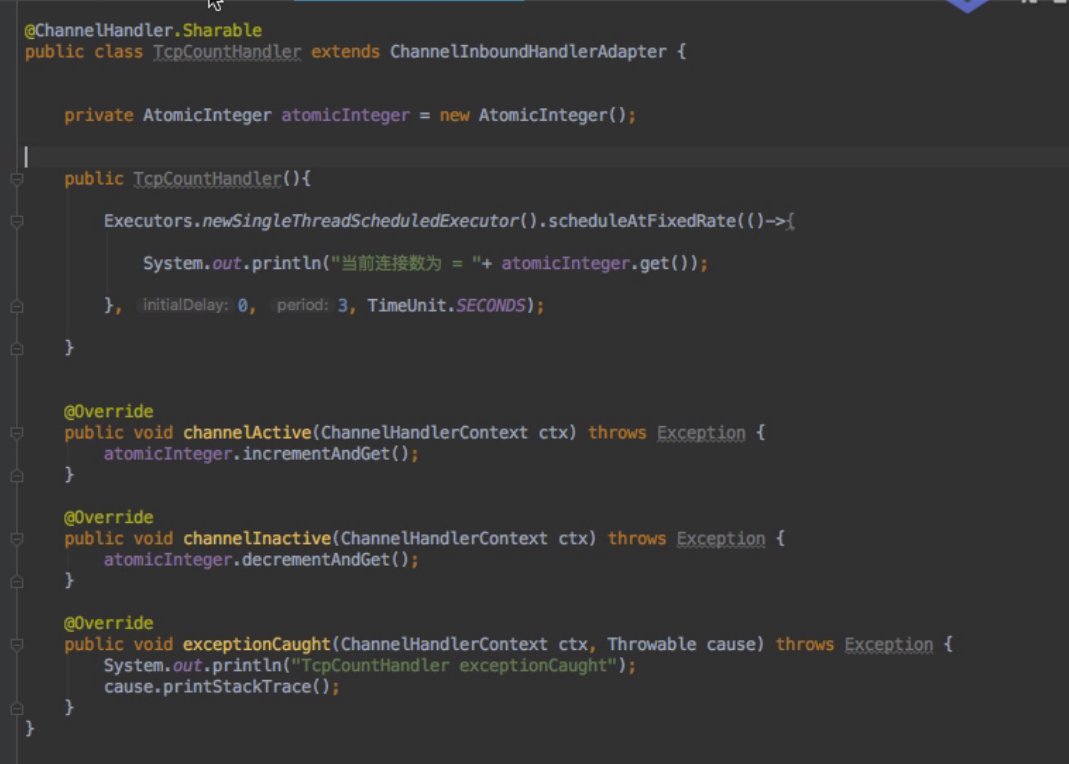 @ChannelHandler.Sharable
public class TcpCountHandler extends ChannelInboundHandlerAdapter {
private AtomicInteger atomicInteger = new AtomicInteger();
public TcpCountHandler(){
Executors.newSingleThreadScheduledExecutor().scheduleAtFixedRate(()->{
System.out.println("当前连接数为 = "+ atomicInteger.get());
}, initialDelay: 0, period: 3, TimeUnit.SECONDS);
}
@Override
public void channelActive(ChannelHandlerContext ctx) throws Exception {
atomicInteger.incrementAndGet();
}
@Override
public void channelInactive(ChannelHandlerContext ctx) throws Exception {
atomicInteger.decrementAndGet();
}
@Override
public void exceptionCaught(ChannelHandlerContext ctx, Throwable cause) throws Exception {
System.out.println("TcpCountHandler exceptionCaught");
cause.printStackTrace();
}
}